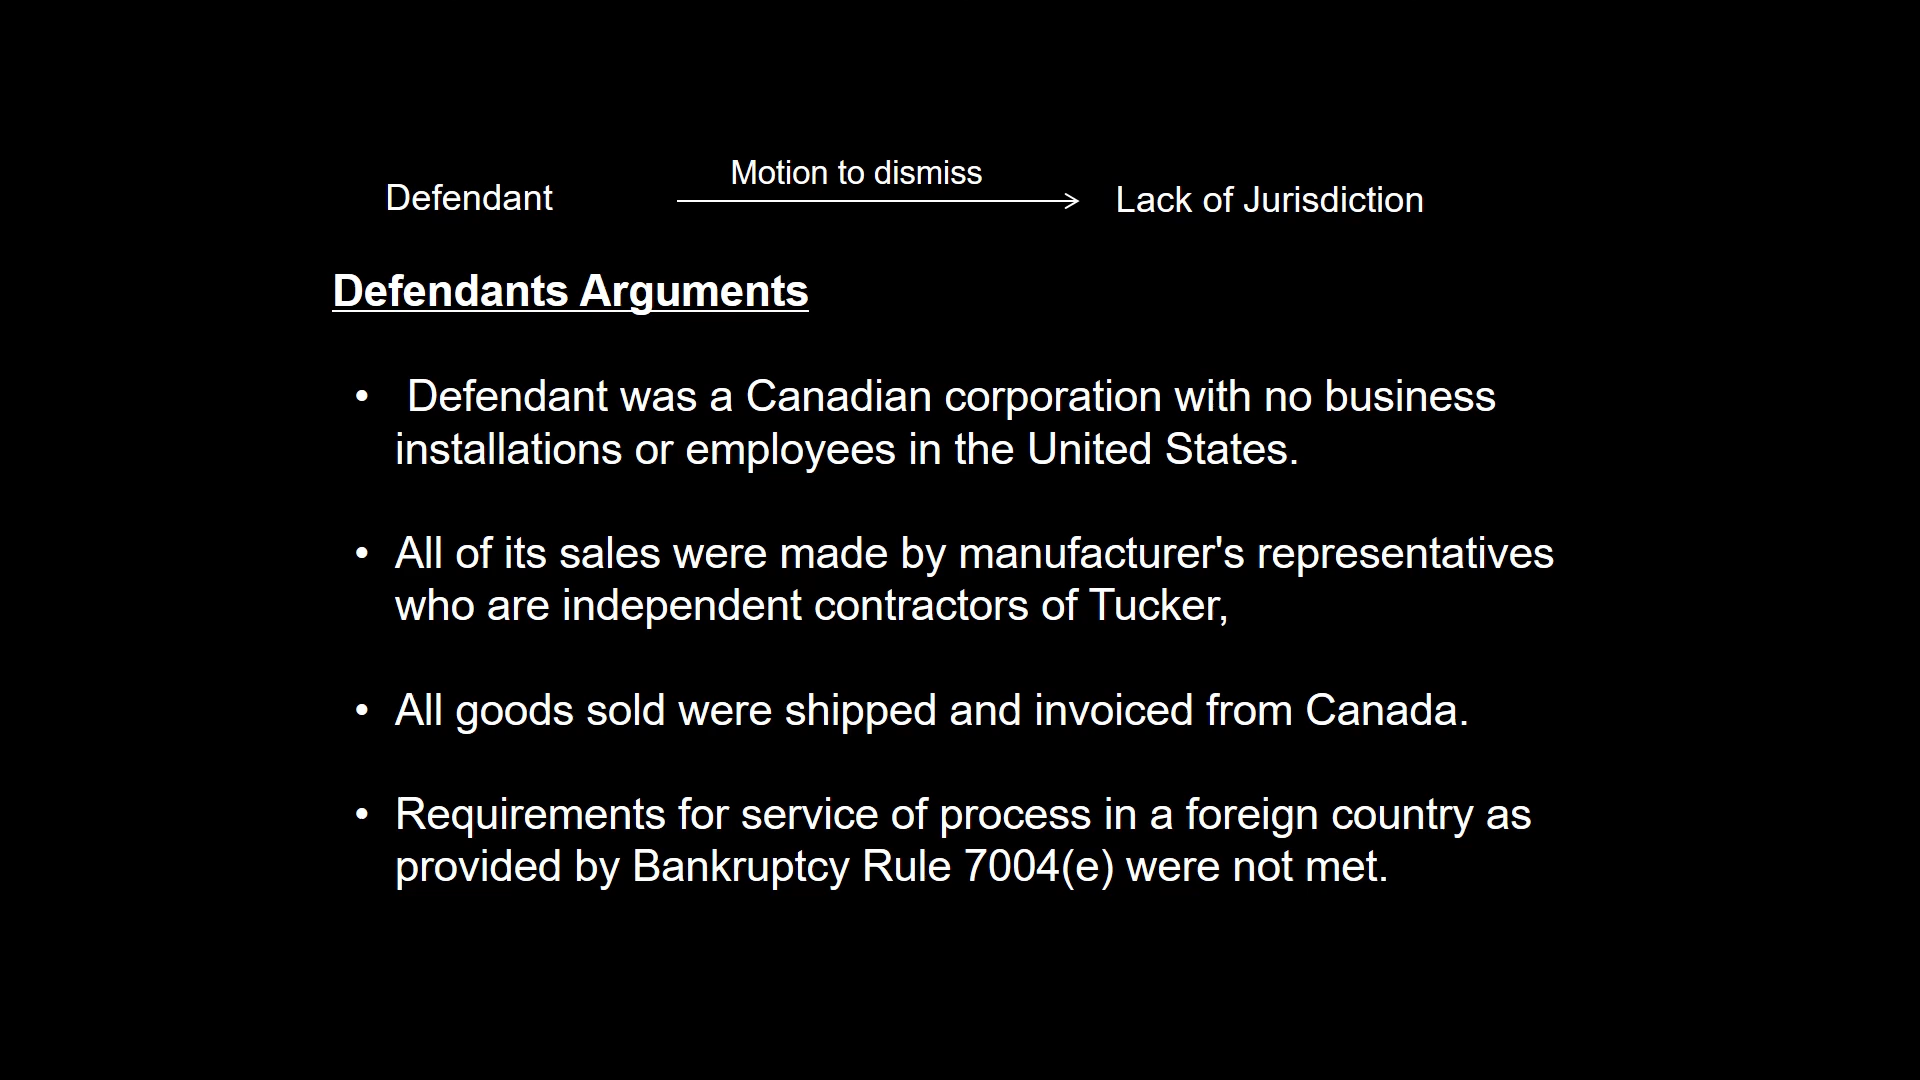 Motion to dismiss
Defendant
Lack of Jurisdiction
Defendants Arguments
• Defendant was a Canadian corporation with no business
installations or employees in the United States.
• All of its sales were made by manufacturer's representatives
who are independent contractors of Tucker,
• All goods sold were shipped and invoiced from Canada.
• Requirements for service of process in a foreign country as
provided by Bankruptcy Rule 7004(e) were not met.